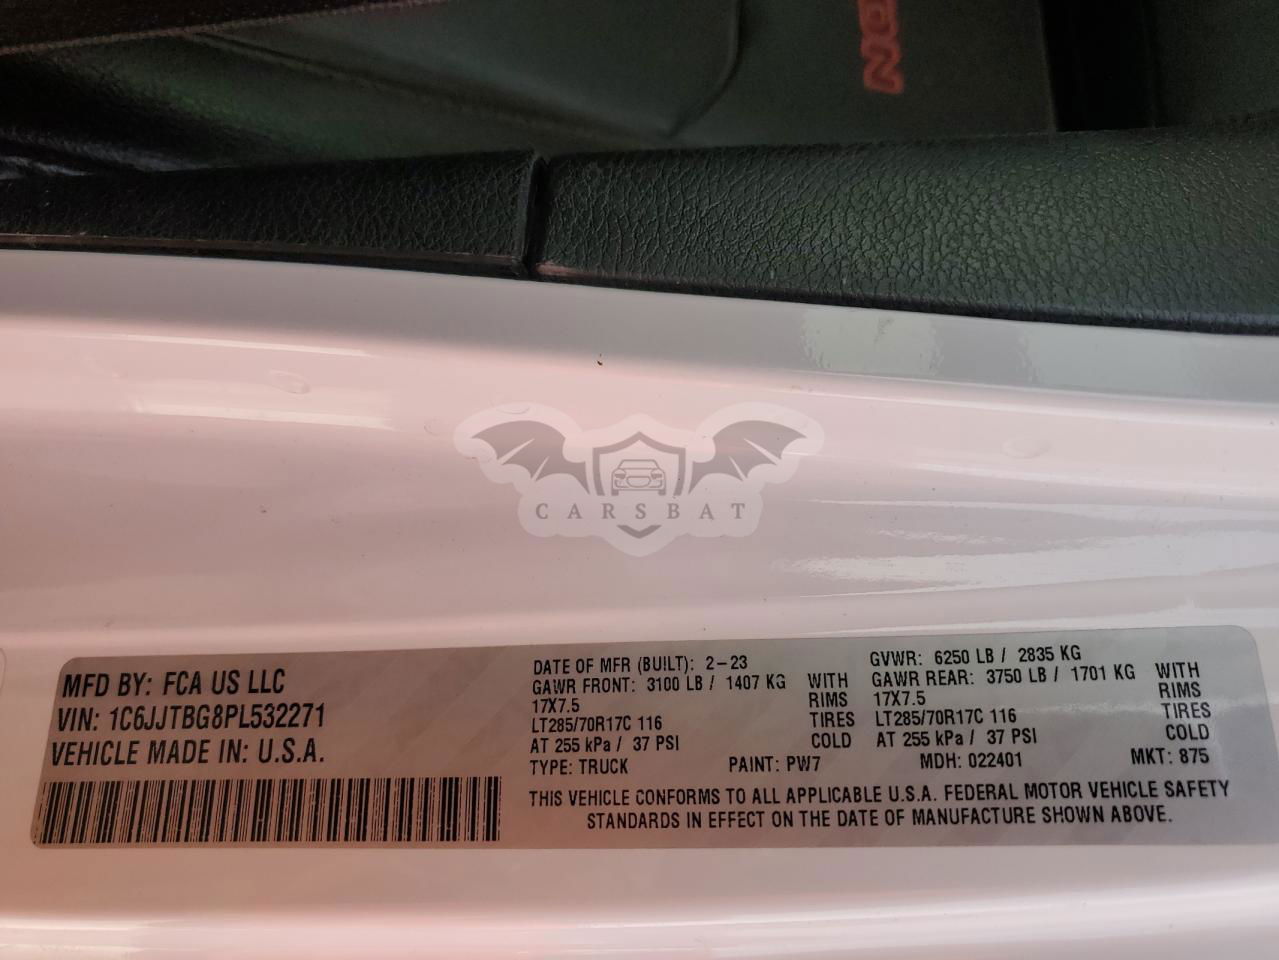 CARSBAT
MFD BY: FCA US LLC
VIN: 1C6JJTBG8PL532271
VEHICLE MADE IN: U.S.A.
DATE OF MFR (BUILT): 2-23
GAWR FRONT: 3100 LB / 1407 KG WITH
17X7.5 RIMS
LT285/70R17C 116 TIRES
AT 255 kPa / 37 PSI COLD
TYPE: TRUCK PAINT: PW7
GVWR: 6250 LB / 2835 KG
GAWR REAR: 3750 LB / 1701 KG WITH
17X7.5 RIMS
LT285/70R17C 116 TIRES
AT 255 kPa / 37 PSI COLD
MDH: 022401 MKT: 875
THIS VEHICLE CONFORMS TO ALL APPLICABLE U.S.A. FEDERAL MOTOR VEHICLE SAFETY
STANDARDS IN EFFECT ON THE DATE OF MANUFACTURE SHOWN ABOVE.